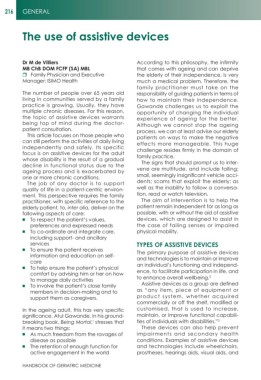 216 GENERAL
The use of assistive devices
Dr M de Villiers
MB ChB DOM FCFP (SA) MBL
Family Physician and Executive
Manager: ISIMO Health
The number of people over 65 years old
living in communities served by a family
practice is growing. Usually, they have
multiple chronic diseases. For this reason,
the topic of assistive devices warrants
being top of mind during the doctor-
patient consultation.
This article focuses on those people who
can still perform the activities of daily living
independently and safely. Its specific
focus is on assistive devices for the adult
whose disability is the result of a gradual
decline in functional status due to the
ageing process and is exacerbated by
one or more chronic conditions.
The job of any doctor is to support
quality of life in a patient-centric environ-
ment. This perspective requires the family
practitioner, with specific reference to the
elderly patient, to, inter alia, deliver on the
following aspects of care:
● To respect the patient's values,
preferences and expressed needs
● To co-ordinate and integrate care,
including support- and ancillary
services
● To ensure the patient receives
information and education on self-
care
● To help ensure the patient's physical
comfort by advising him or her on how
to manage daily activities
● To involve the patient's close family
members in decision-making and to
support them as caregivers.
In the ageing adult, this has very specific
significance. Atul Gawande, in his ground-
breaking book, Being Mortal,¹ stresses that
it means two things:
● As much freedom from the ravages of
disease as possible
● The retention of enough function for
active engagement in the world
According to this philosophy, the infirmity
that comes with ageing and can deprive
the elderly of their independence, is very
much a medical problem. Therefore, the
family practitioner must take on the
responsibility of guiding patients in terms of
how to maintain their independence.
Gawande challenges us to exploit the
opportunity of changing the individual
experience of ageing for the better.
Although we cannot stop the ageing
process, we can at least advise our elderly
patients on ways to make the negative
effects more manageable. This huge
challenge resides firmly in the domain of
family practice.
The signs that should prompt us to inter-
vene are multitude, and include falling;
small, seemingly insignificant vehicle acci-
dents; scams that exploit the elderly; as
well as the inability to follow a conversa-
tion, read or watch television.
The aim of intervention is to help the
patient remain independent for as long as
possible, with or without the aid of assistive
devices, which are designed to assist in
the case of failing senses or impaired
physical mobility.
TYPES OF ASSISTIVE DEVICES
The primary purpose of assistive devices
and technologies is to maintain or improve
an individual's functioning and independ-
ence, to facilitate participation in life, and
to enhance overall wellbeing.²
Assistive devices as a group are defined
as "any item, piece of equipment or
product system, whether acquired
commercially or off the shelf, modified or
customised, that is used to increase,
maintain, or improve functional capabili-
ties of individuals with disabilities."³
These devices can also help prevent
impairments and secondary health
conditions. Examples of assistive devices
and technologies include wheelchairs,
prostheses, hearing aids, visual aids, and
HANDBOOK OF GERIATRIC MEDICINE